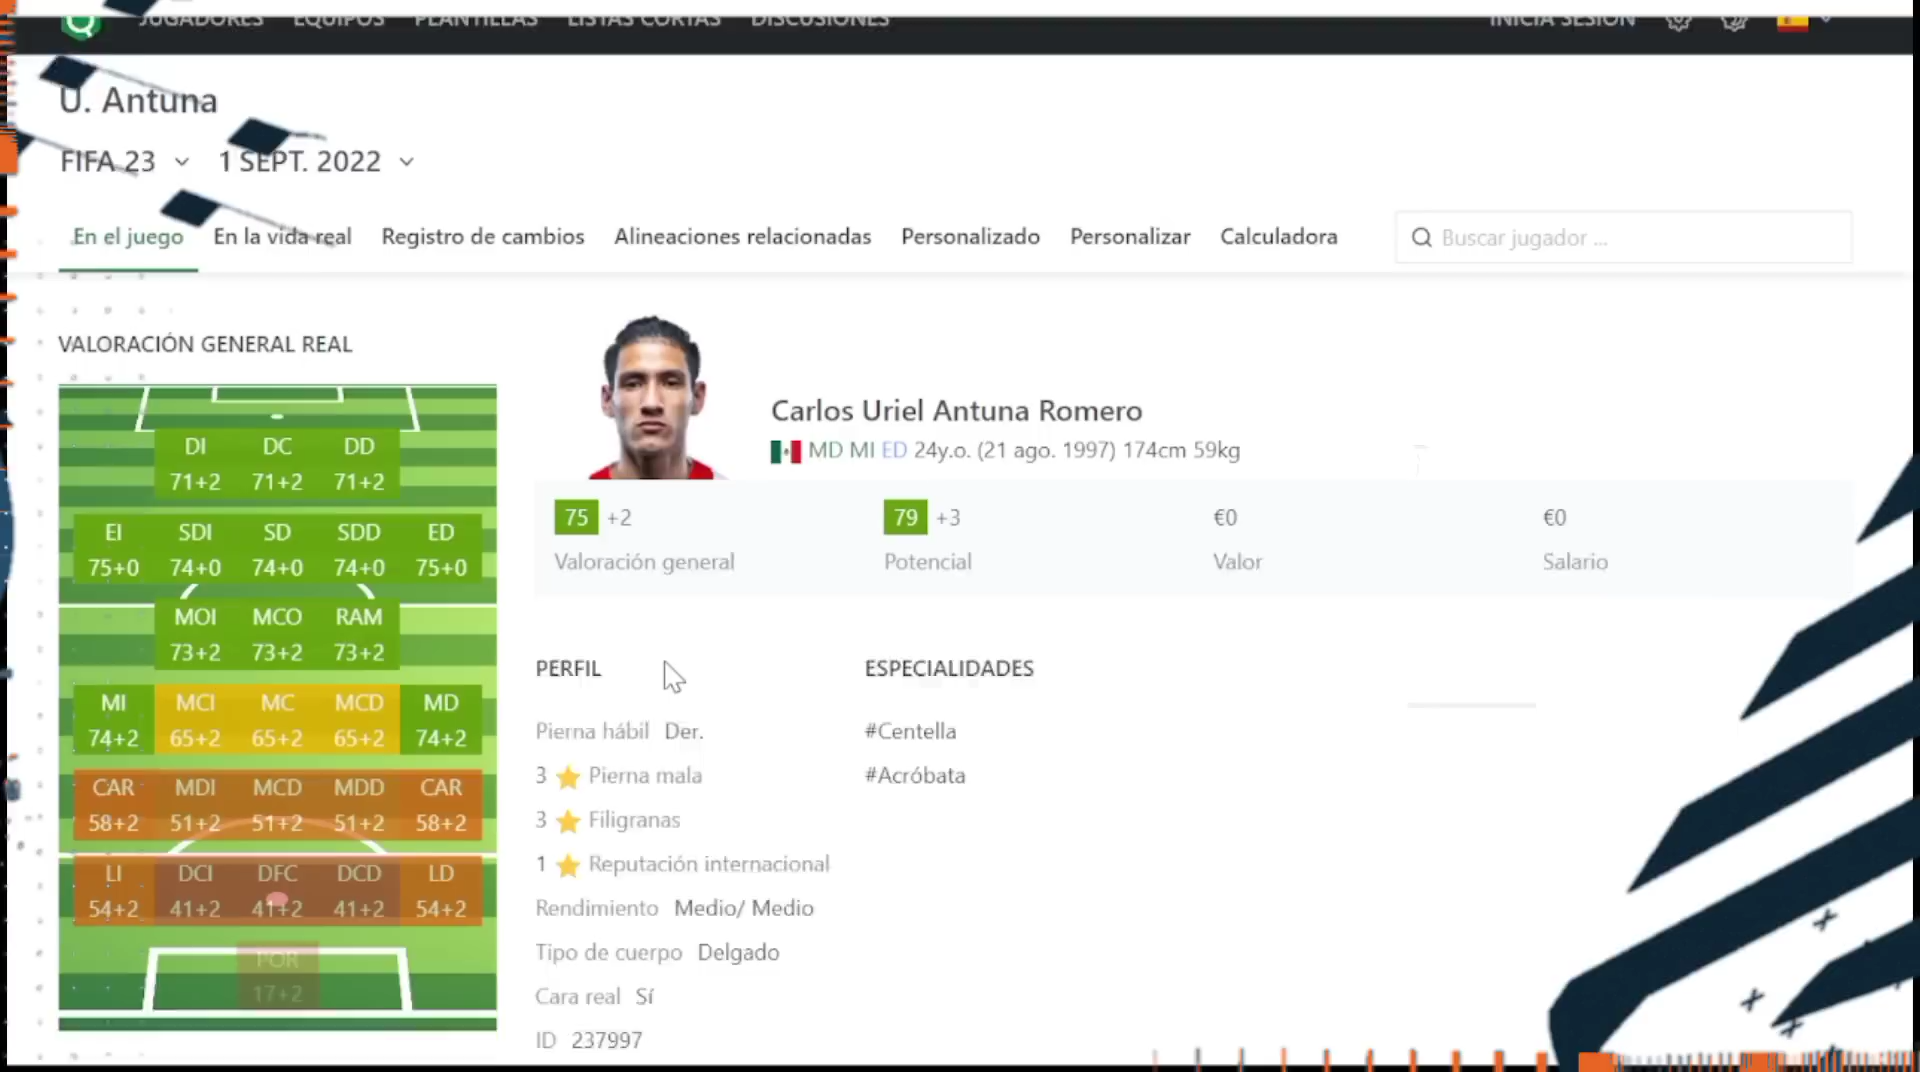 JUGADORES EQUIPOS PLANTILLAS LISTAS CORTAS DISCUSIONES INICIA SESIÓN
U. Antuna
FIFA 23 1 SEPT. 2022
En el juego En la vida real Registro de cambios Alineaciones relacionadas Personalizado Personalizar Calculadora Buscar jugador ...
VALORACIÓN GENERAL REAL
DI DC DD
71+2 71+2 71+2
EI SDI SD SDD ED
75+0 74+0 74+0 74+0 75+0
MOI MCO RAM
73+2 73+2 73+2
MI MCI MC MCD MD
74+2 65+2 65+2 65+2 74+2
CAR MDI MCD MDD CAR
58+2 51+2 51+2 51+2 58+2
LI DCI DFC DCD LD
54+2 41+2 41+2 41+2 54+2
POR
17+2
Carlos Uriel Antuna Romero
MD MI ED 24y.o. (21 ago. 1997) 174cm 59kg
75 +2 79 +3 €0 €0
Valoración general Potencial Valor Salario
PERFIL
Pierna hábil Der.
3 Pierna mala
3 Filigranas
1 Reputación internacional
Rendimiento Medio/ Medio
Tipo de cuerpo Delgado
Cara real Sí
ID 237997
ESPECIALIDADES
#Centella
#Acróbata